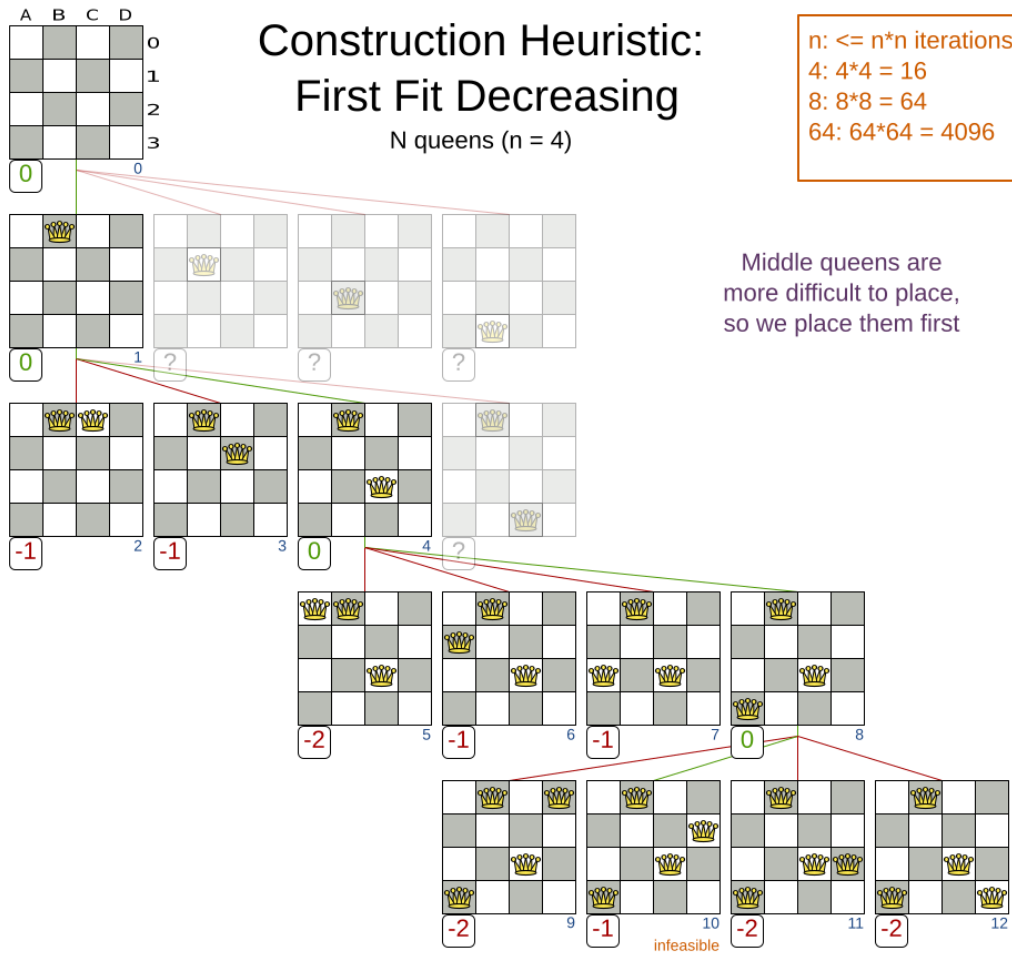 A B C D
0
1
2
3
0
0
Construction Heuristic:
First Fit Decreasing
N queens (n = 4)
n: <= n*n iterations
4: 4*4 = 16
8: 8*8 = 64
64: 64*64 = 4096
Middle queens are
more difficult to place,
so we place them first
0
1
?
?
?
-1
2
-1
3
0
4
?
-2
5
-1
6
-1
7
0
8
-2
9
-1
10
infeasible
-2
11
-2
12